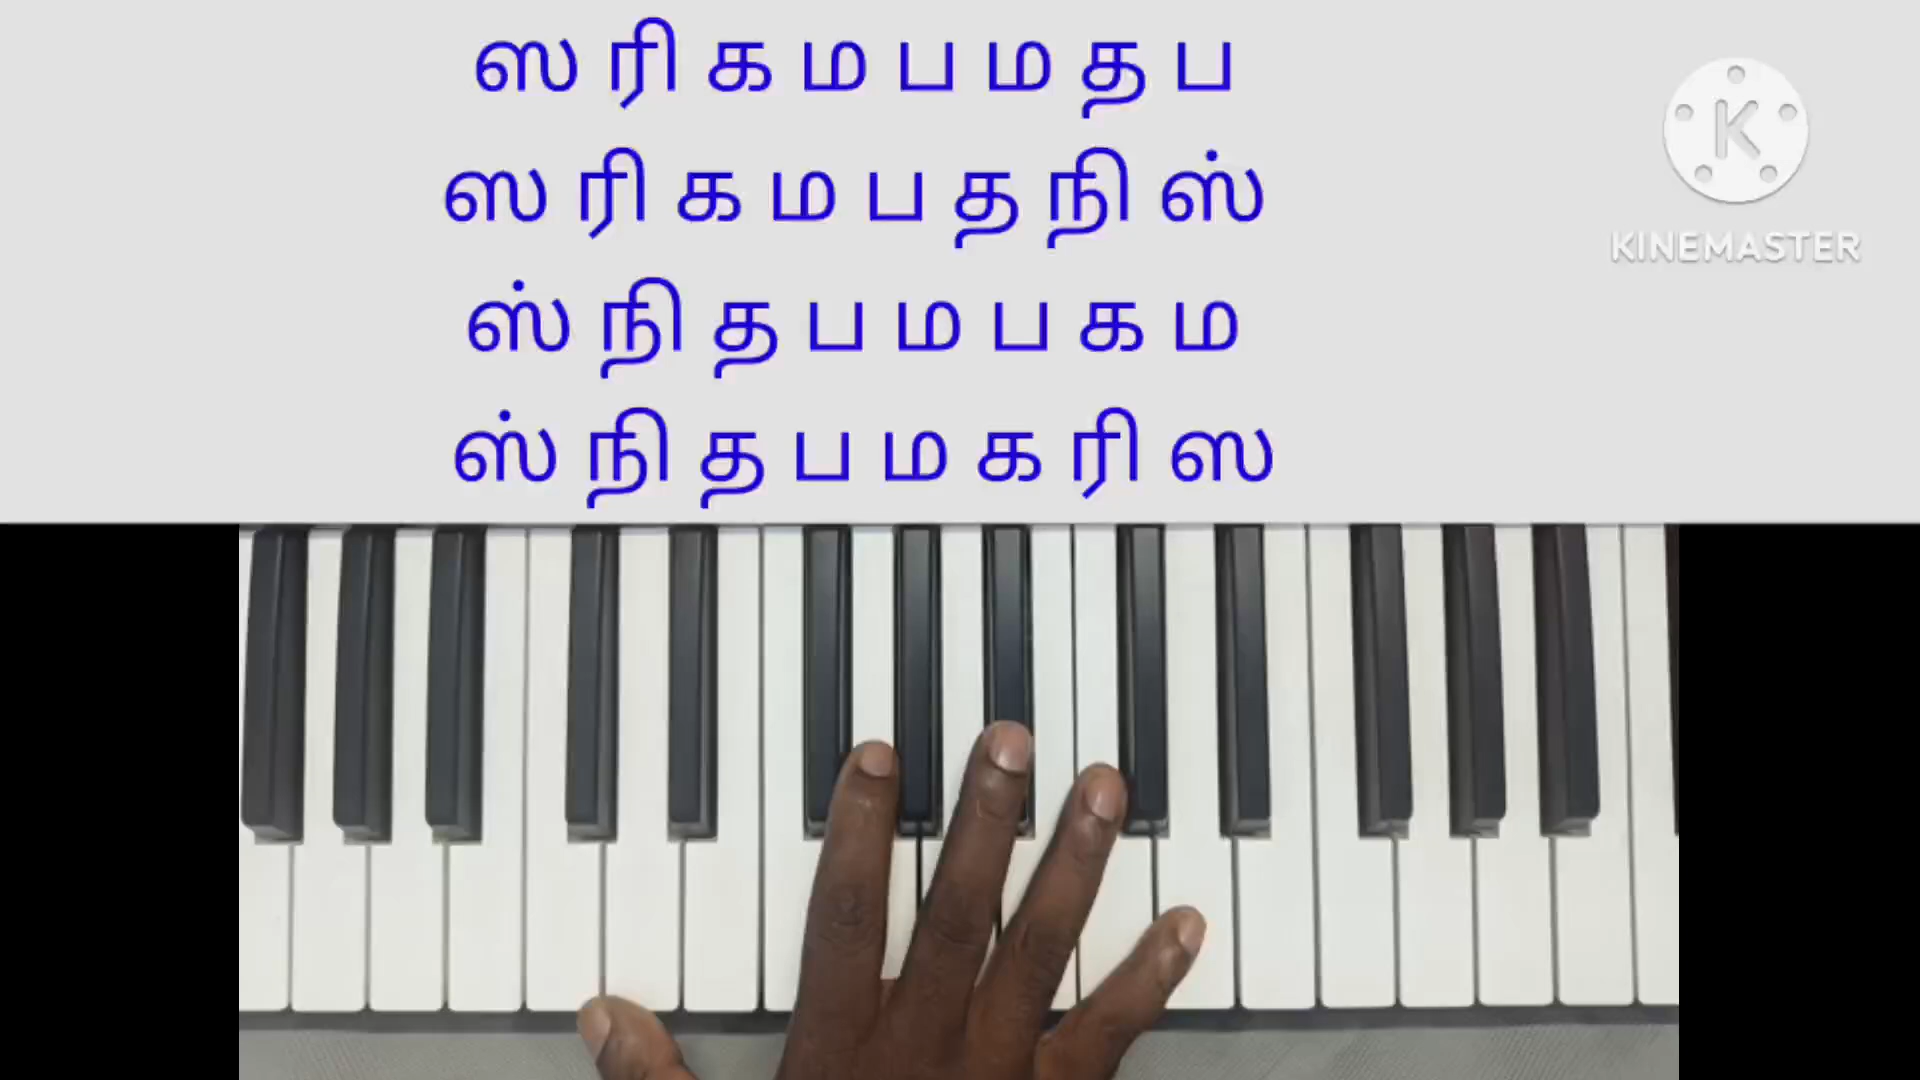 ஸ ரி க ம ப ம த ப
ஸ ரி க ம ப த நி ஸ்
ஸ் நி த ப ம ப க ம
ஸ் நி த ப ம க ரி ஸ
K
KINEMASTER